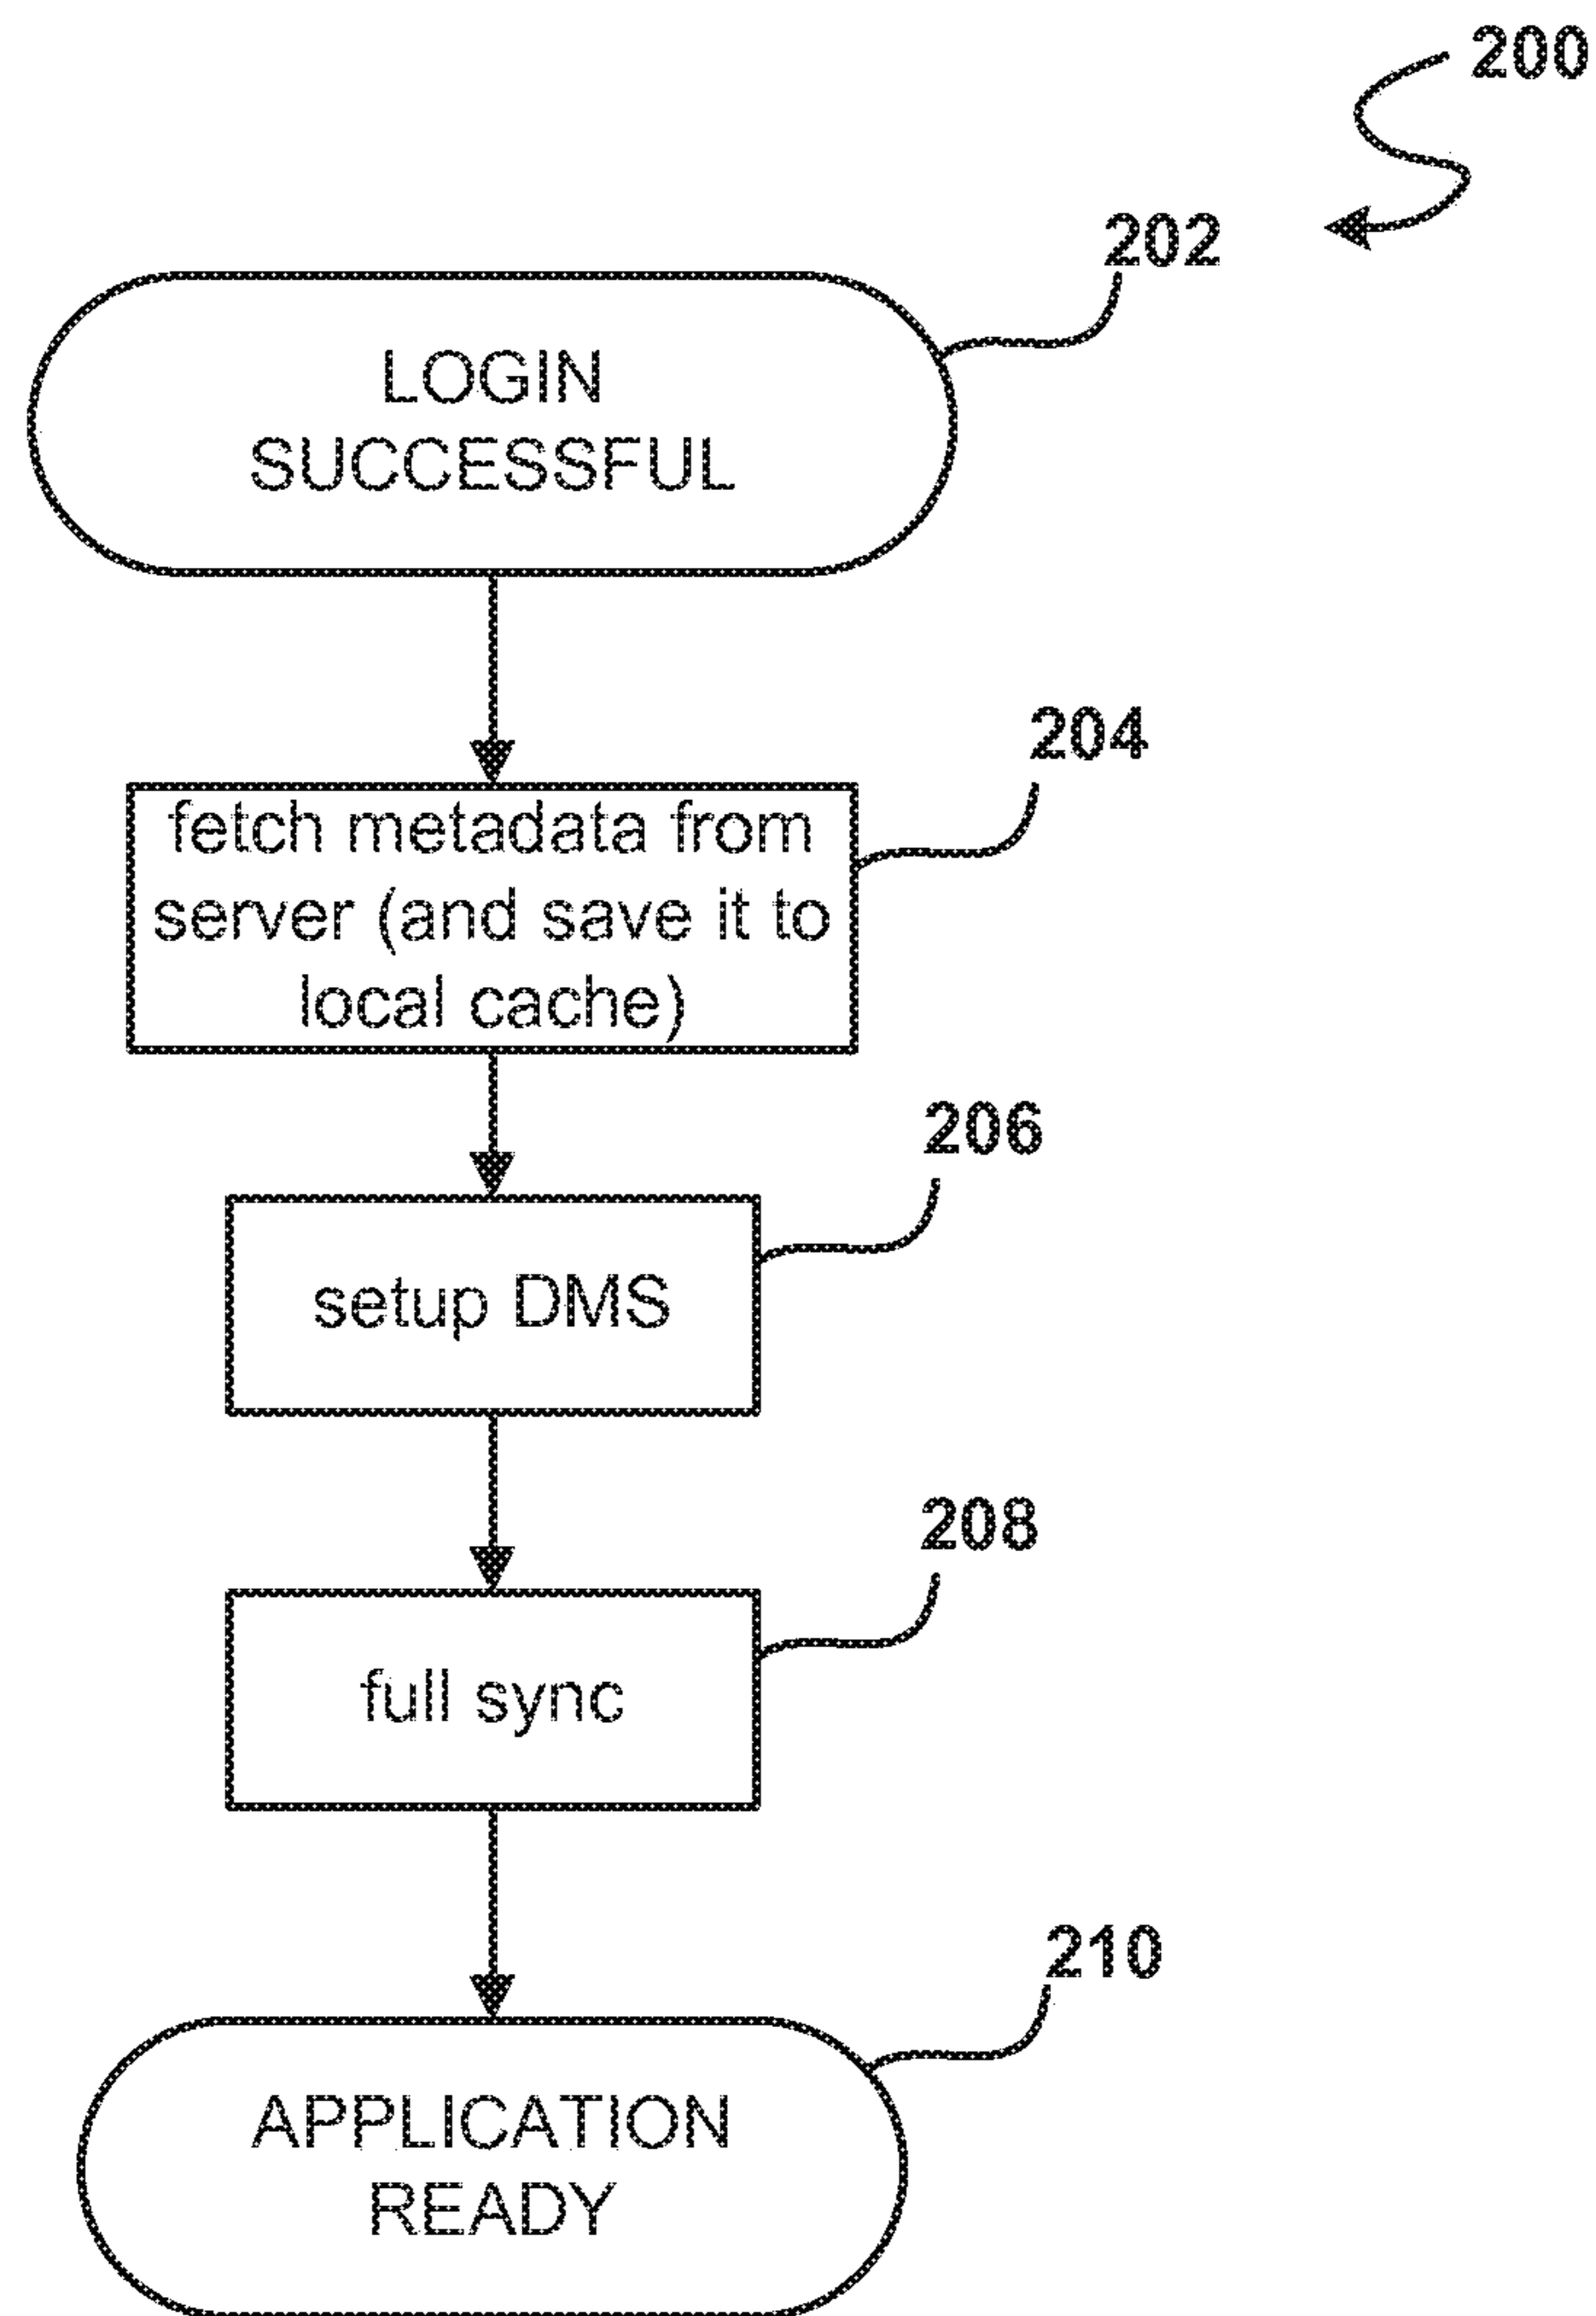 200
202
LOGIN
SUCCESSFUL
204
fetch metadata from
server (and save it to
local cache)
206
setup DMS
208
full sync
210
APPLICATION
READY